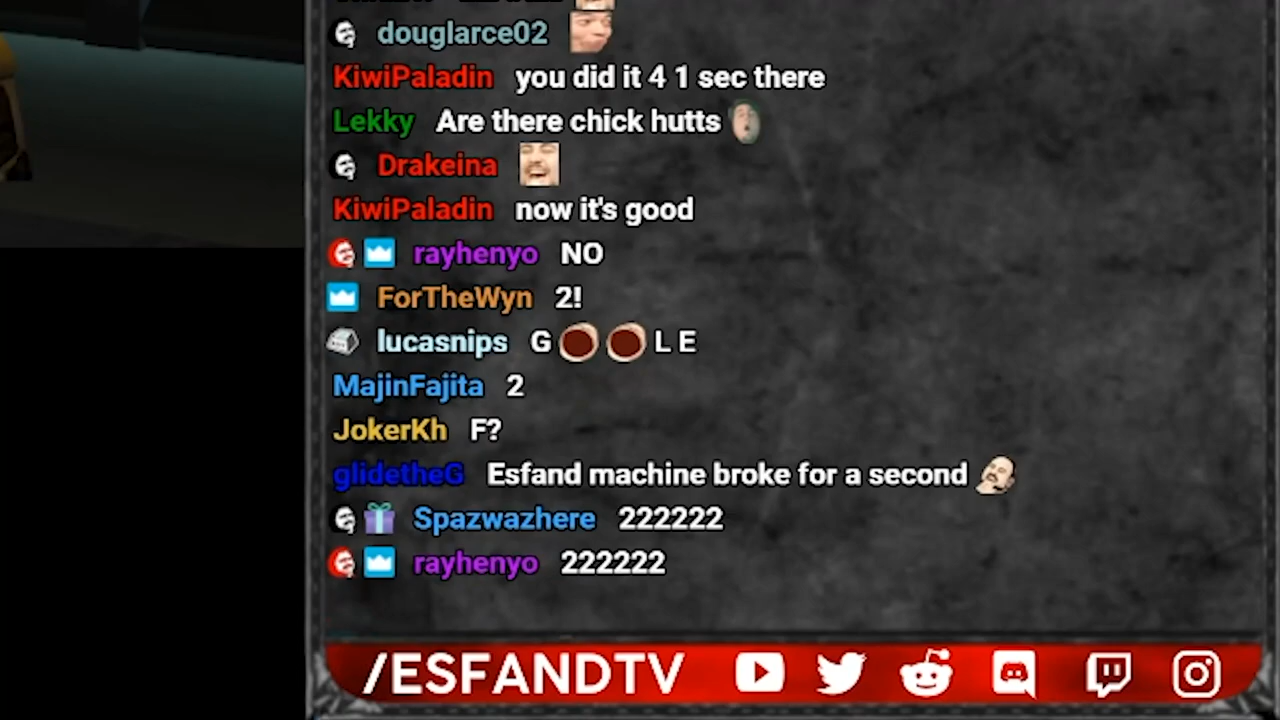 douglarce02
KiwiPaladin you did it 4 1 sec there
Lekky Are there chick hutts
Drakeina
KiwiPaladin now it's good
rayhenyo NO
ForTheWyn 2!
lucasnips G L E
MajinFajita 2
JokerKh F?
glidetheG Esfand machine broke for a second
Spazwazhere 222222
rayhenyo 222222
/ESFANDTV